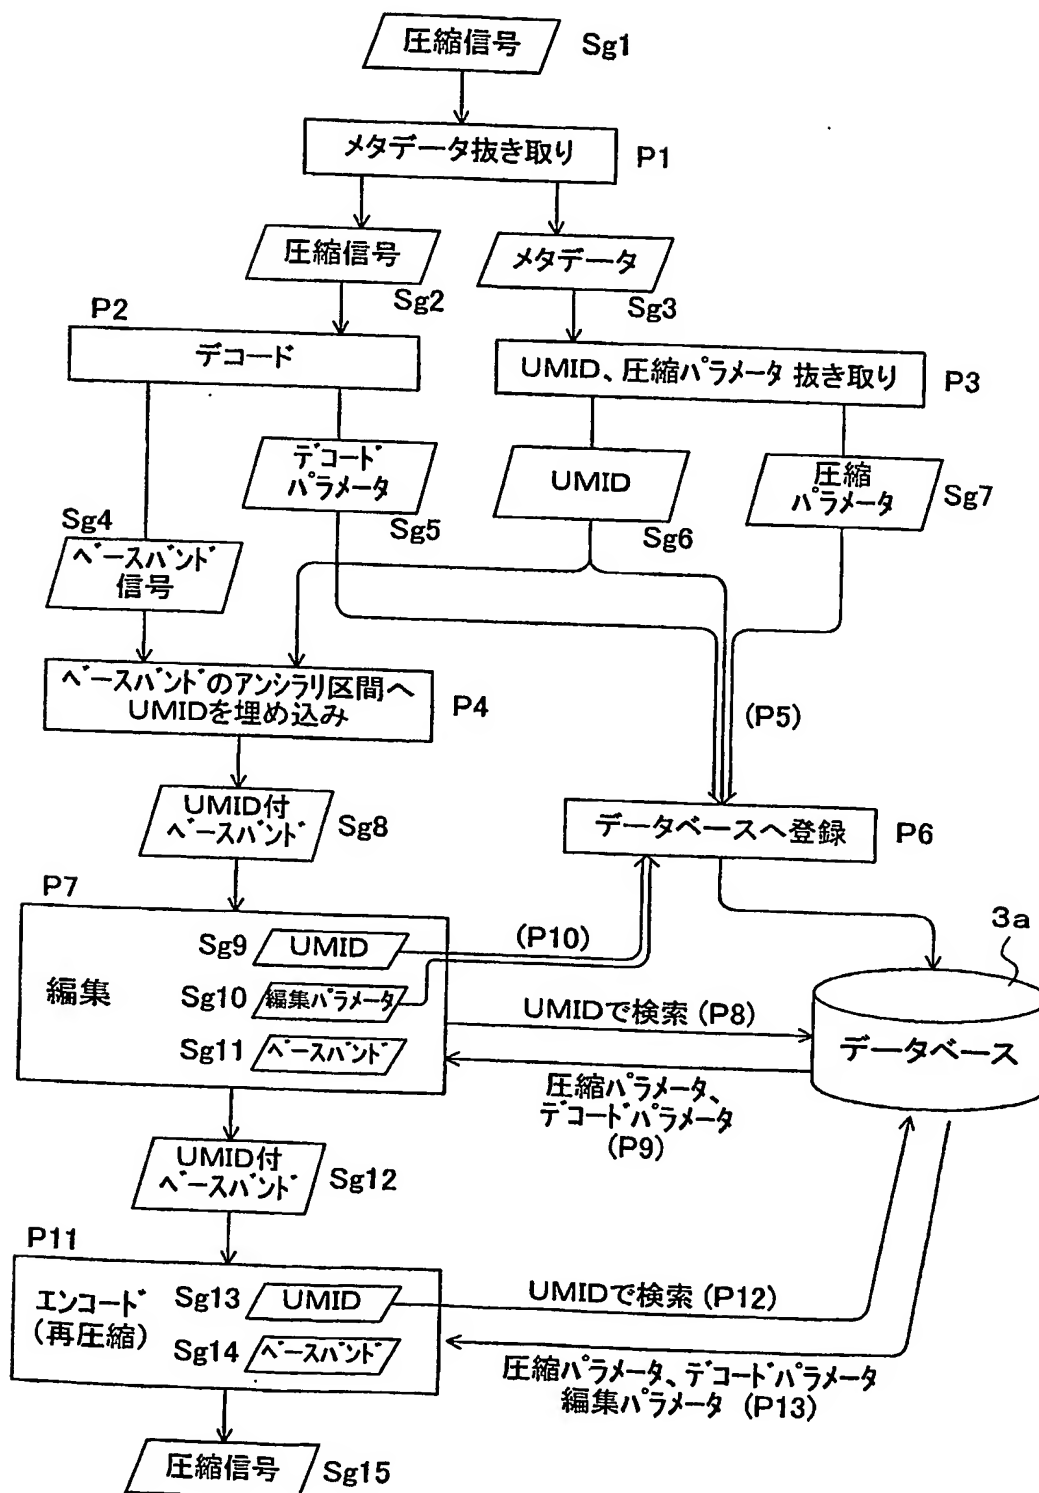 圧縮信号 Sg1
メタデータ抜き取り P1
圧縮信号
Sg2
メタデータ
Sg3
P2
デコード
UMID、圧縮パラメータ 抜き取り P3
デコード
パラメータ
Sg5
UMID
Sg6
圧縮
パラメータ
Sg7
Sg4
ベースバンド
信号
ベースバンドのアンシラリ区間へ
UMIDを埋め込み
P4
(P5)
UMID付
ベースバンド
Sg8
データベースへ登録 P6
P7
編集
Sg9 UMID
(P10)
Sg10 編集パラメータ
Sg11 ベースバンド
3a
UMIDで検索 (P8)
データベース
圧縮パラメータ、
デコードパラメータ
(P9)
UMID付
ベースバンド
Sg12
P11
エンコード
(再圧縮)
Sg13 UMID
Sg14 ベースバンド
UMIDで検索 (P12)
圧縮パラメータ、デコードパラメータ
編集パラメータ (P13)
圧縮信号 Sg15